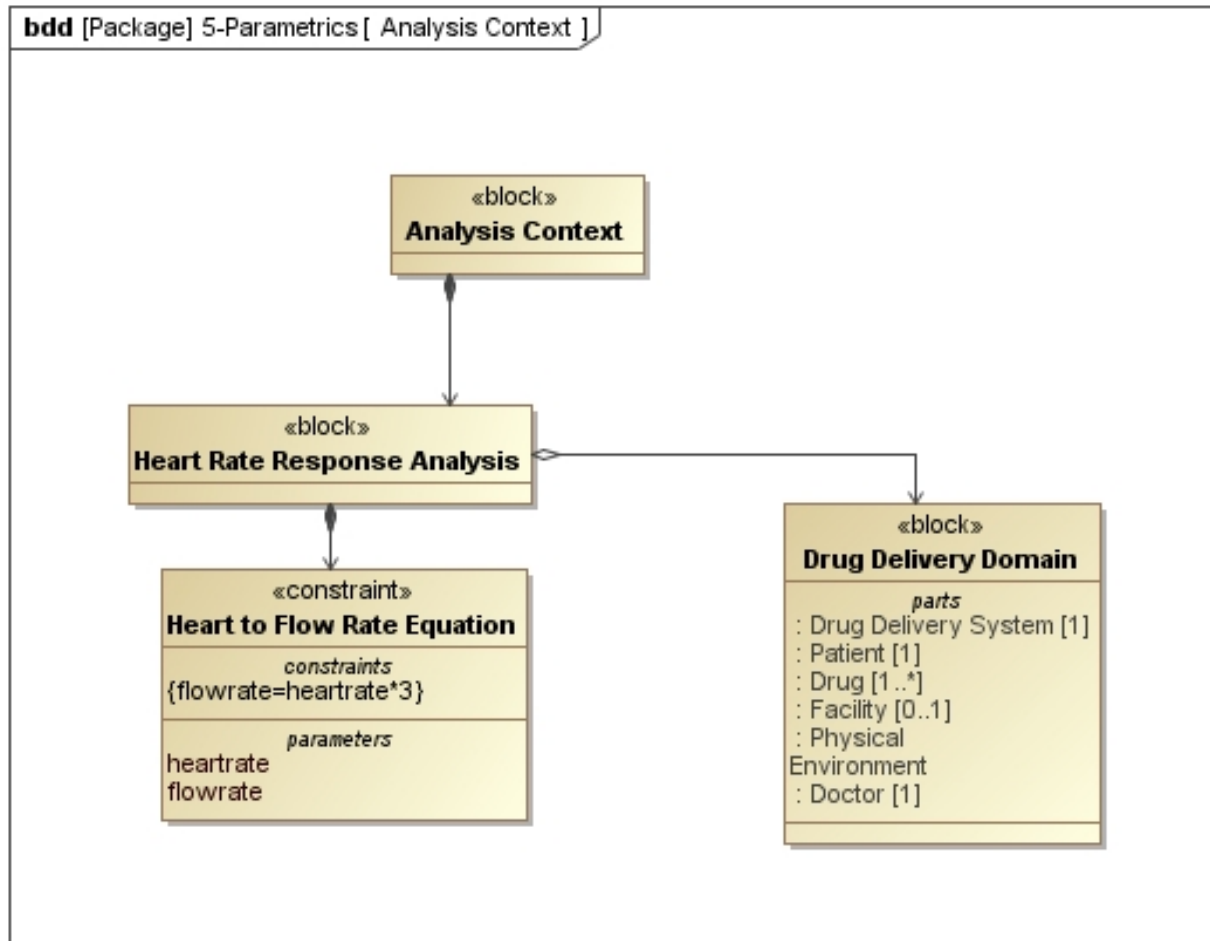 bdd [Package] 5-Parametrics [ Analysis Context ]
«block»
Analysis Context
«block»
Heart Rate Response Analysis
«constraint»
Heart to Flow Rate Equation
constraints
{flowrate=heartrate*3}
parameters
heartrate
flowrate
«block»
Drug Delivery Domain
parts
: Drug Delivery System [1]
: Patient [1]
: Drug [1..*]
: Facility [0..1]
: Physical
Environment
: Doctor [1]